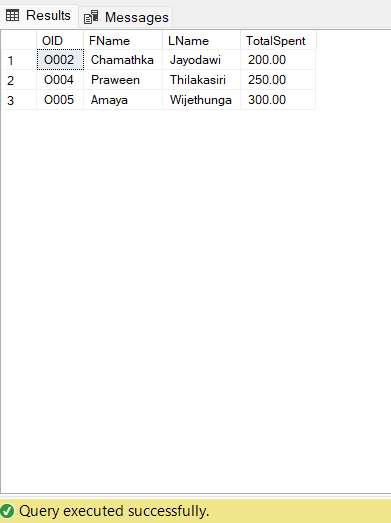 Results Messages
OID FName LName TotalSpent
1 O002 Chamathka Jayodawi 200.00
2 O004 Praween Thilakasiri 250.00
3 O005 Amaya Wijethunga 300.00
Query executed successfully.